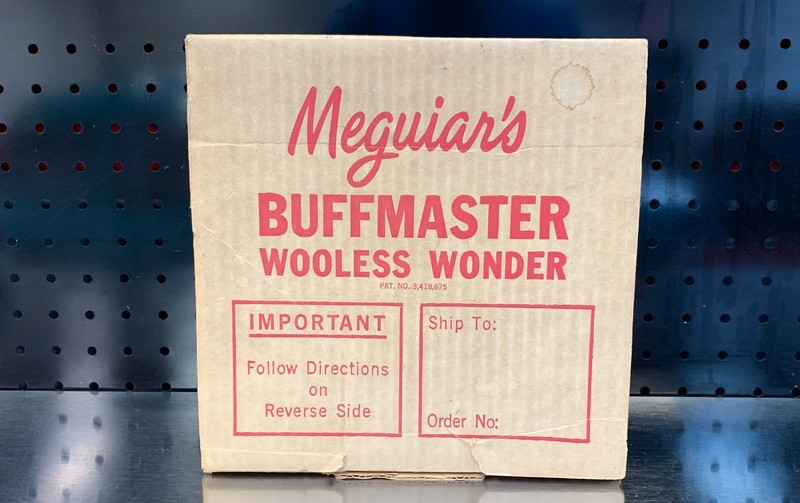 Meguiar's
BUFFMASTER
WOOLESS WONDER
PAT. NO. 3,418,675
IMPORTANT
Follow Directions
on
Reverse Side
Ship To:
Order No: